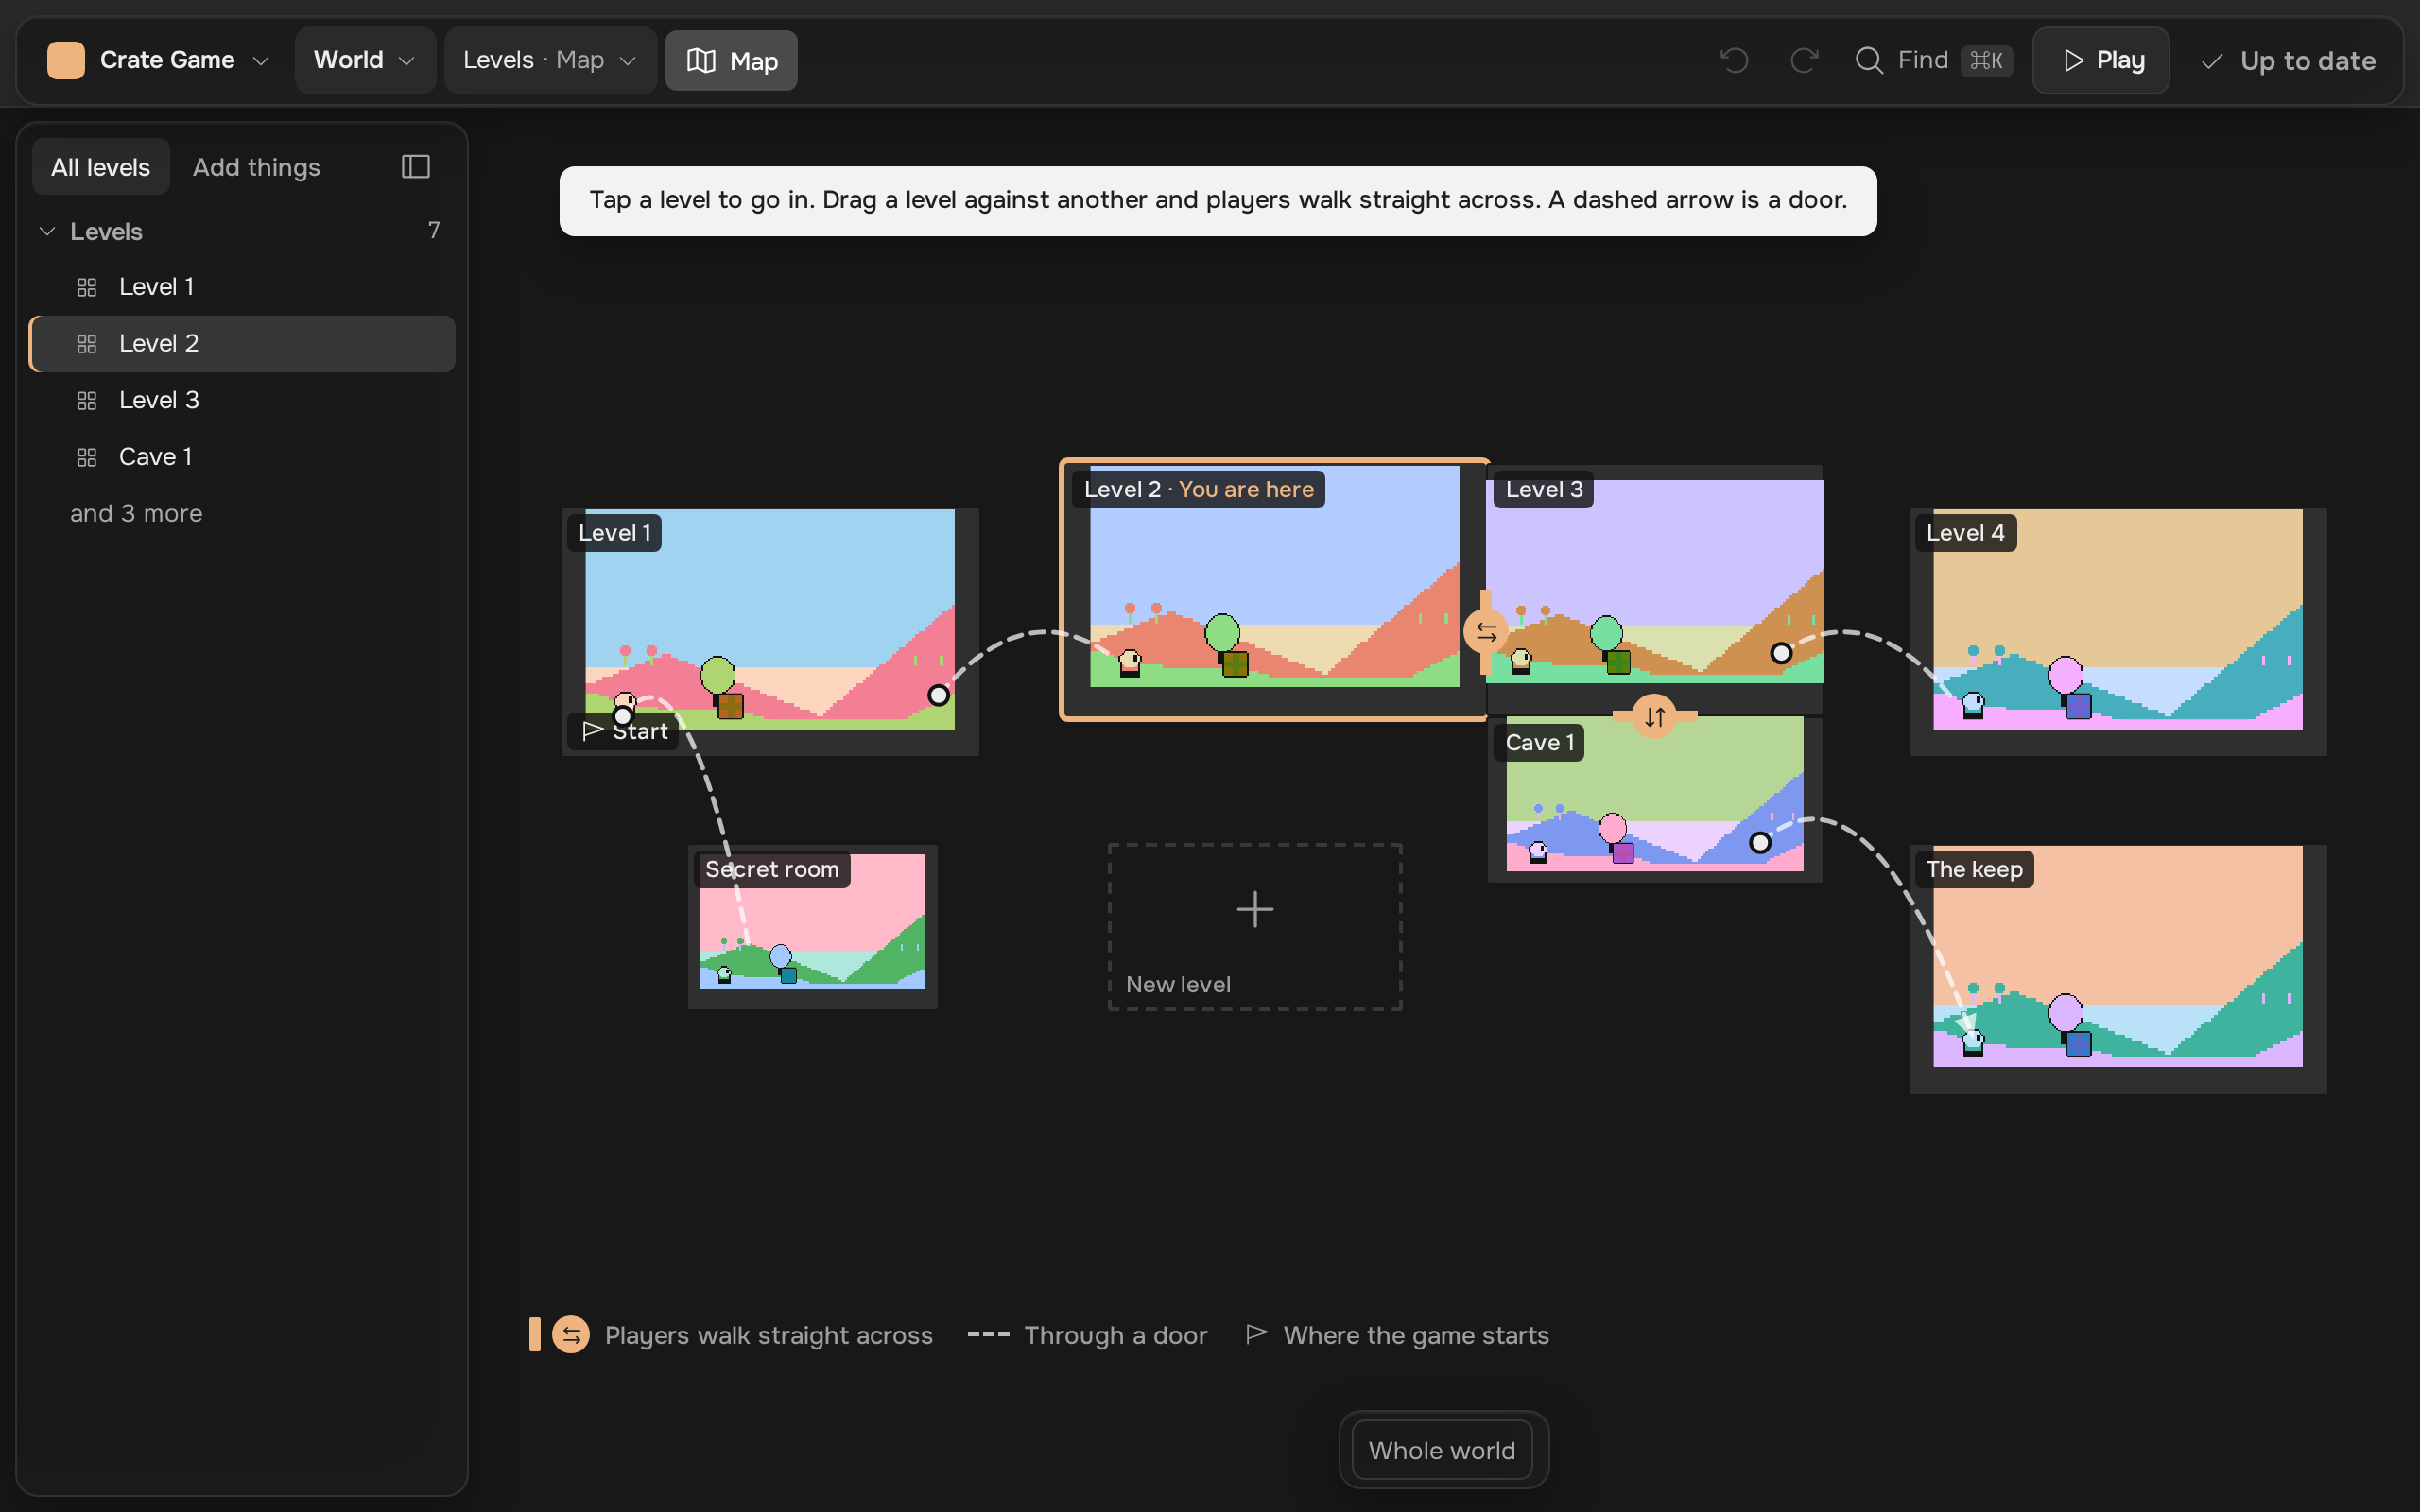 Crate Game
World
Levels · Map
Map
Find ⌘K
Play
Up to date
All levels
Add things
Levels 7
Level 1
Level 2
Level 3
Cave 1
and 3 more
Tap a level to go in. Drag a level against another and players walk straight across. A dashed arrow is a door.
Level 1
Start
Level 2 · You are here
Level 3
Level 4
Cave 1
Secret room
New level
The keep
Players walk straight across
Through a door
Where the game starts
Whole world